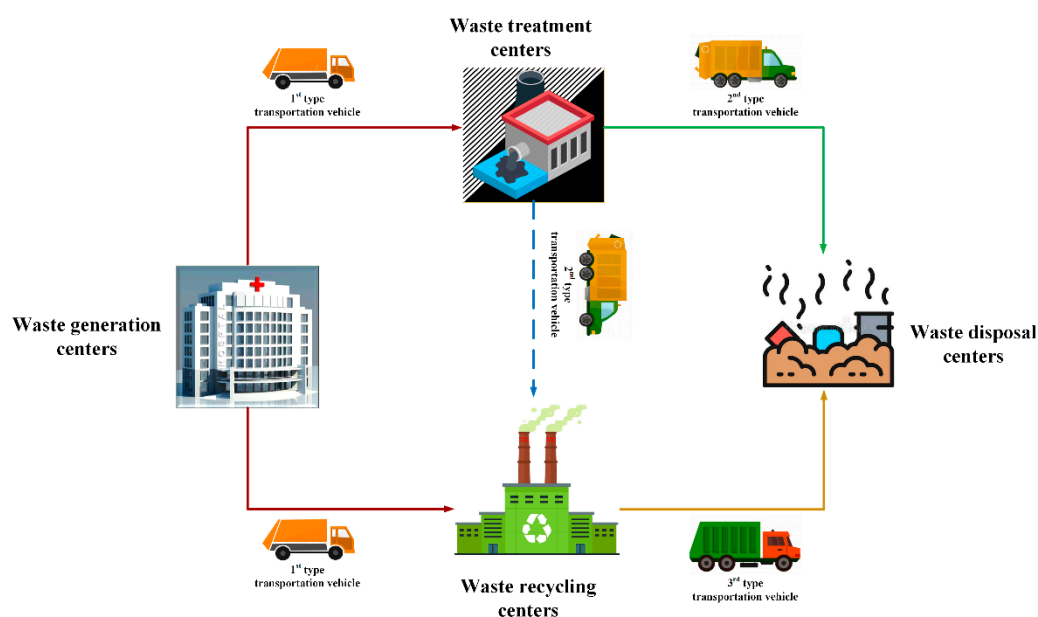 Waste treatment
centers
1st type
transportation vehicle
2nd type
transportation vehicle
2nd type
transportation vehicle
Waste generation
centers
HOSPITAL
Waste disposal
centers
1st type
transportation vehicle
3rd type
transportation vehicle
Waste recycling
centers